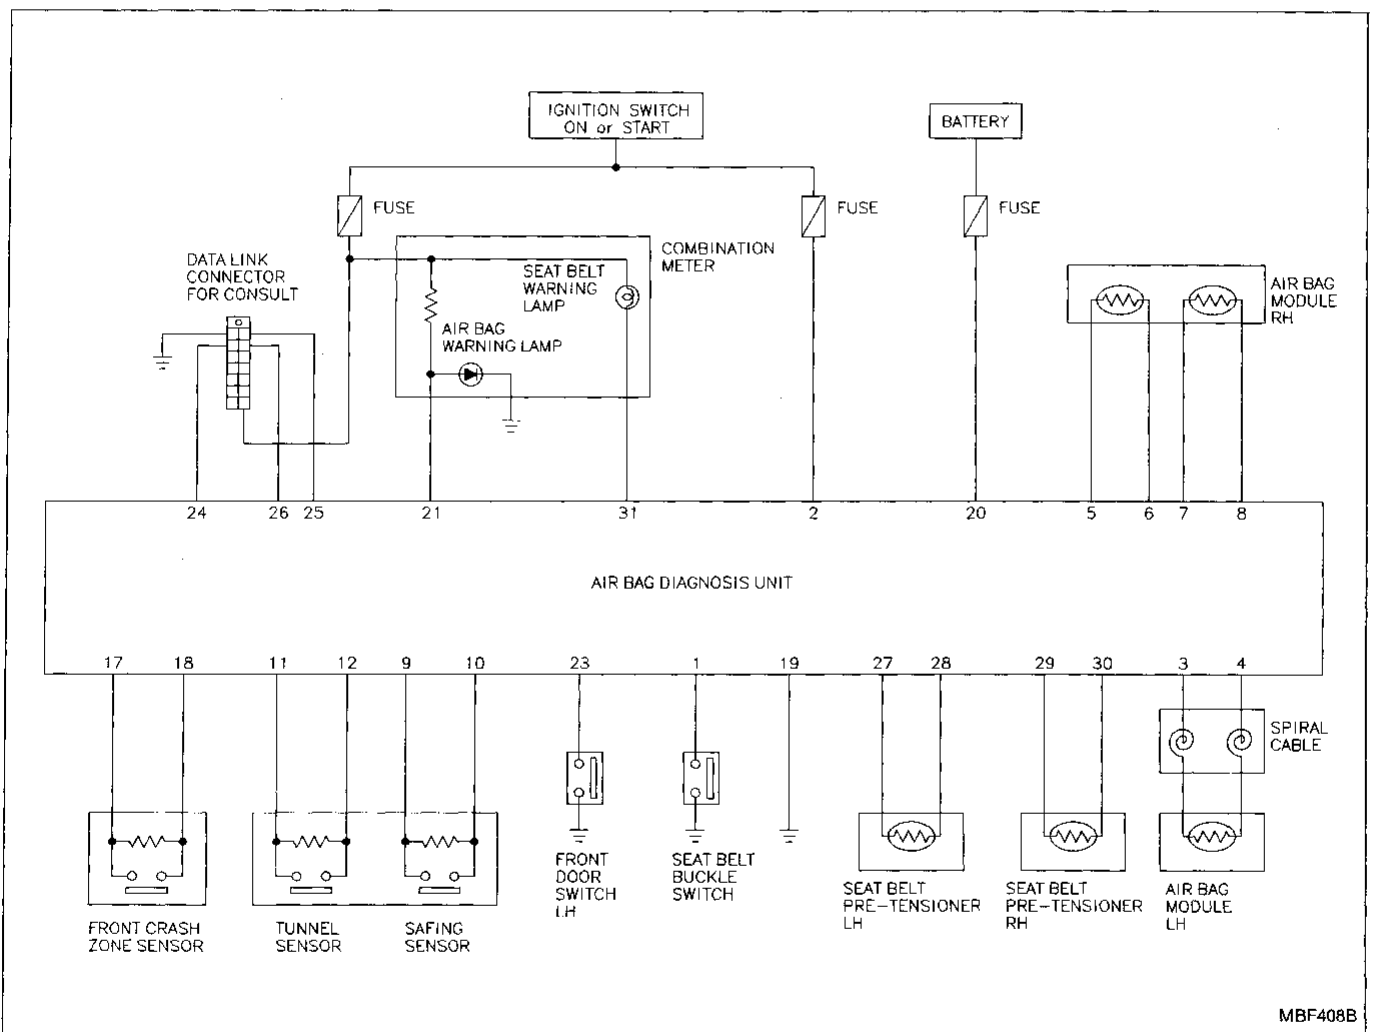 IGNITION SWITCH
ON or START
BATTERY
FUSE
FUSE
FUSE
DATA LINK
CONNECTOR
FOR CONSULT
SEAT BELT
WARNING
LAMP
COMBINATION
METER
AIR BAG
WARNING LAMP
AIR BAG
MODULE
RH
24 26 25 21 31 2 20 5 6 7 8
AIR BAG DIAGNOSIS UNIT
17 18 11 12 9 10 23 1 19 27 28 29 30 3 4
SPIRAL
CABLE
FRONT CRASH
ZONE SENSOR
TUNNEL
SENSOR
SAFING
SENSOR
FRONT
DOOR
SWITCH
LH
SEAT BELT
BUCKLE
SWITCH
SEAT BELT
PRE-TENSIONER
LH
SEAT BELT
PRE-TENSIONER
RH
AIR BAG
MODULE
LH
MBF408B